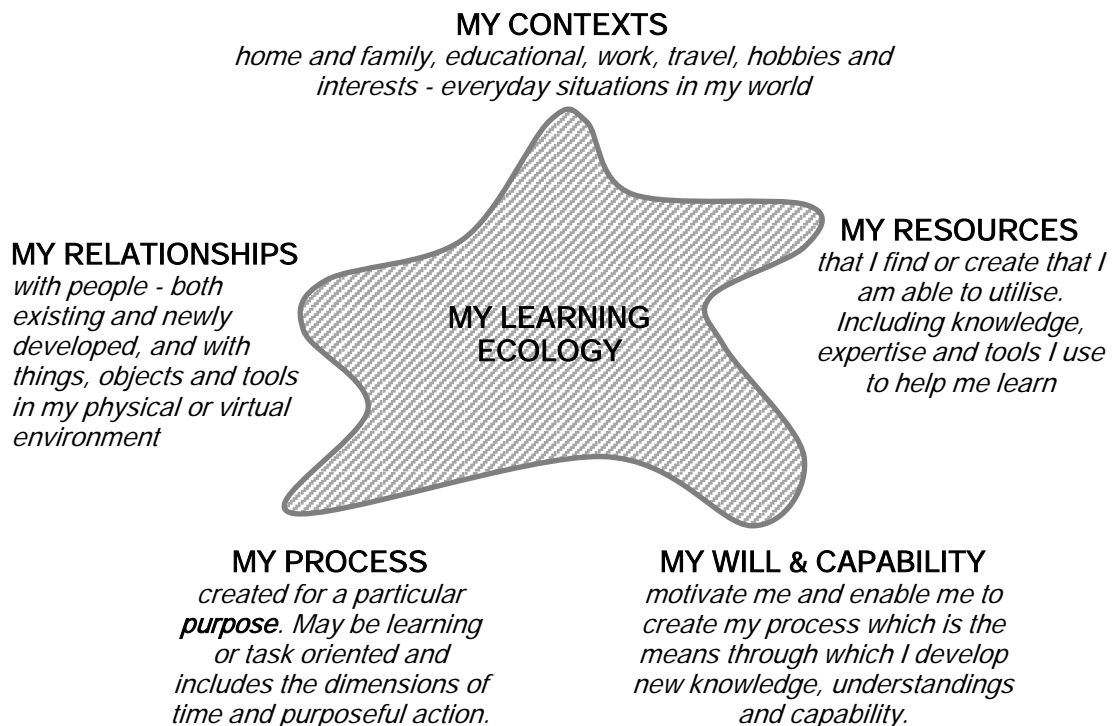 MY CONTEXTS
home and family, educational, work, travel, hobbies and
interests - everyday situations in my world
MY RELATIONSHIPS
with people - both
existing and newly
developed, and with
things, objects and tools
in my physical or virtual
environment
MY LEARNING
ECOLOGY
MY RESOURCES
that I find or create that I
am able to utilise.
Including knowledge,
expertise and tools I use
to help me learn
MY PROCESS
created for a particular
purpose. May be learning
or task oriented and
includes the dimensions of
time and purposeful action.
MY WILL & CAPABILITY
motivate me and enable me to
create my process which is the
means through which I develop
new knowledge, understandings
and capability.